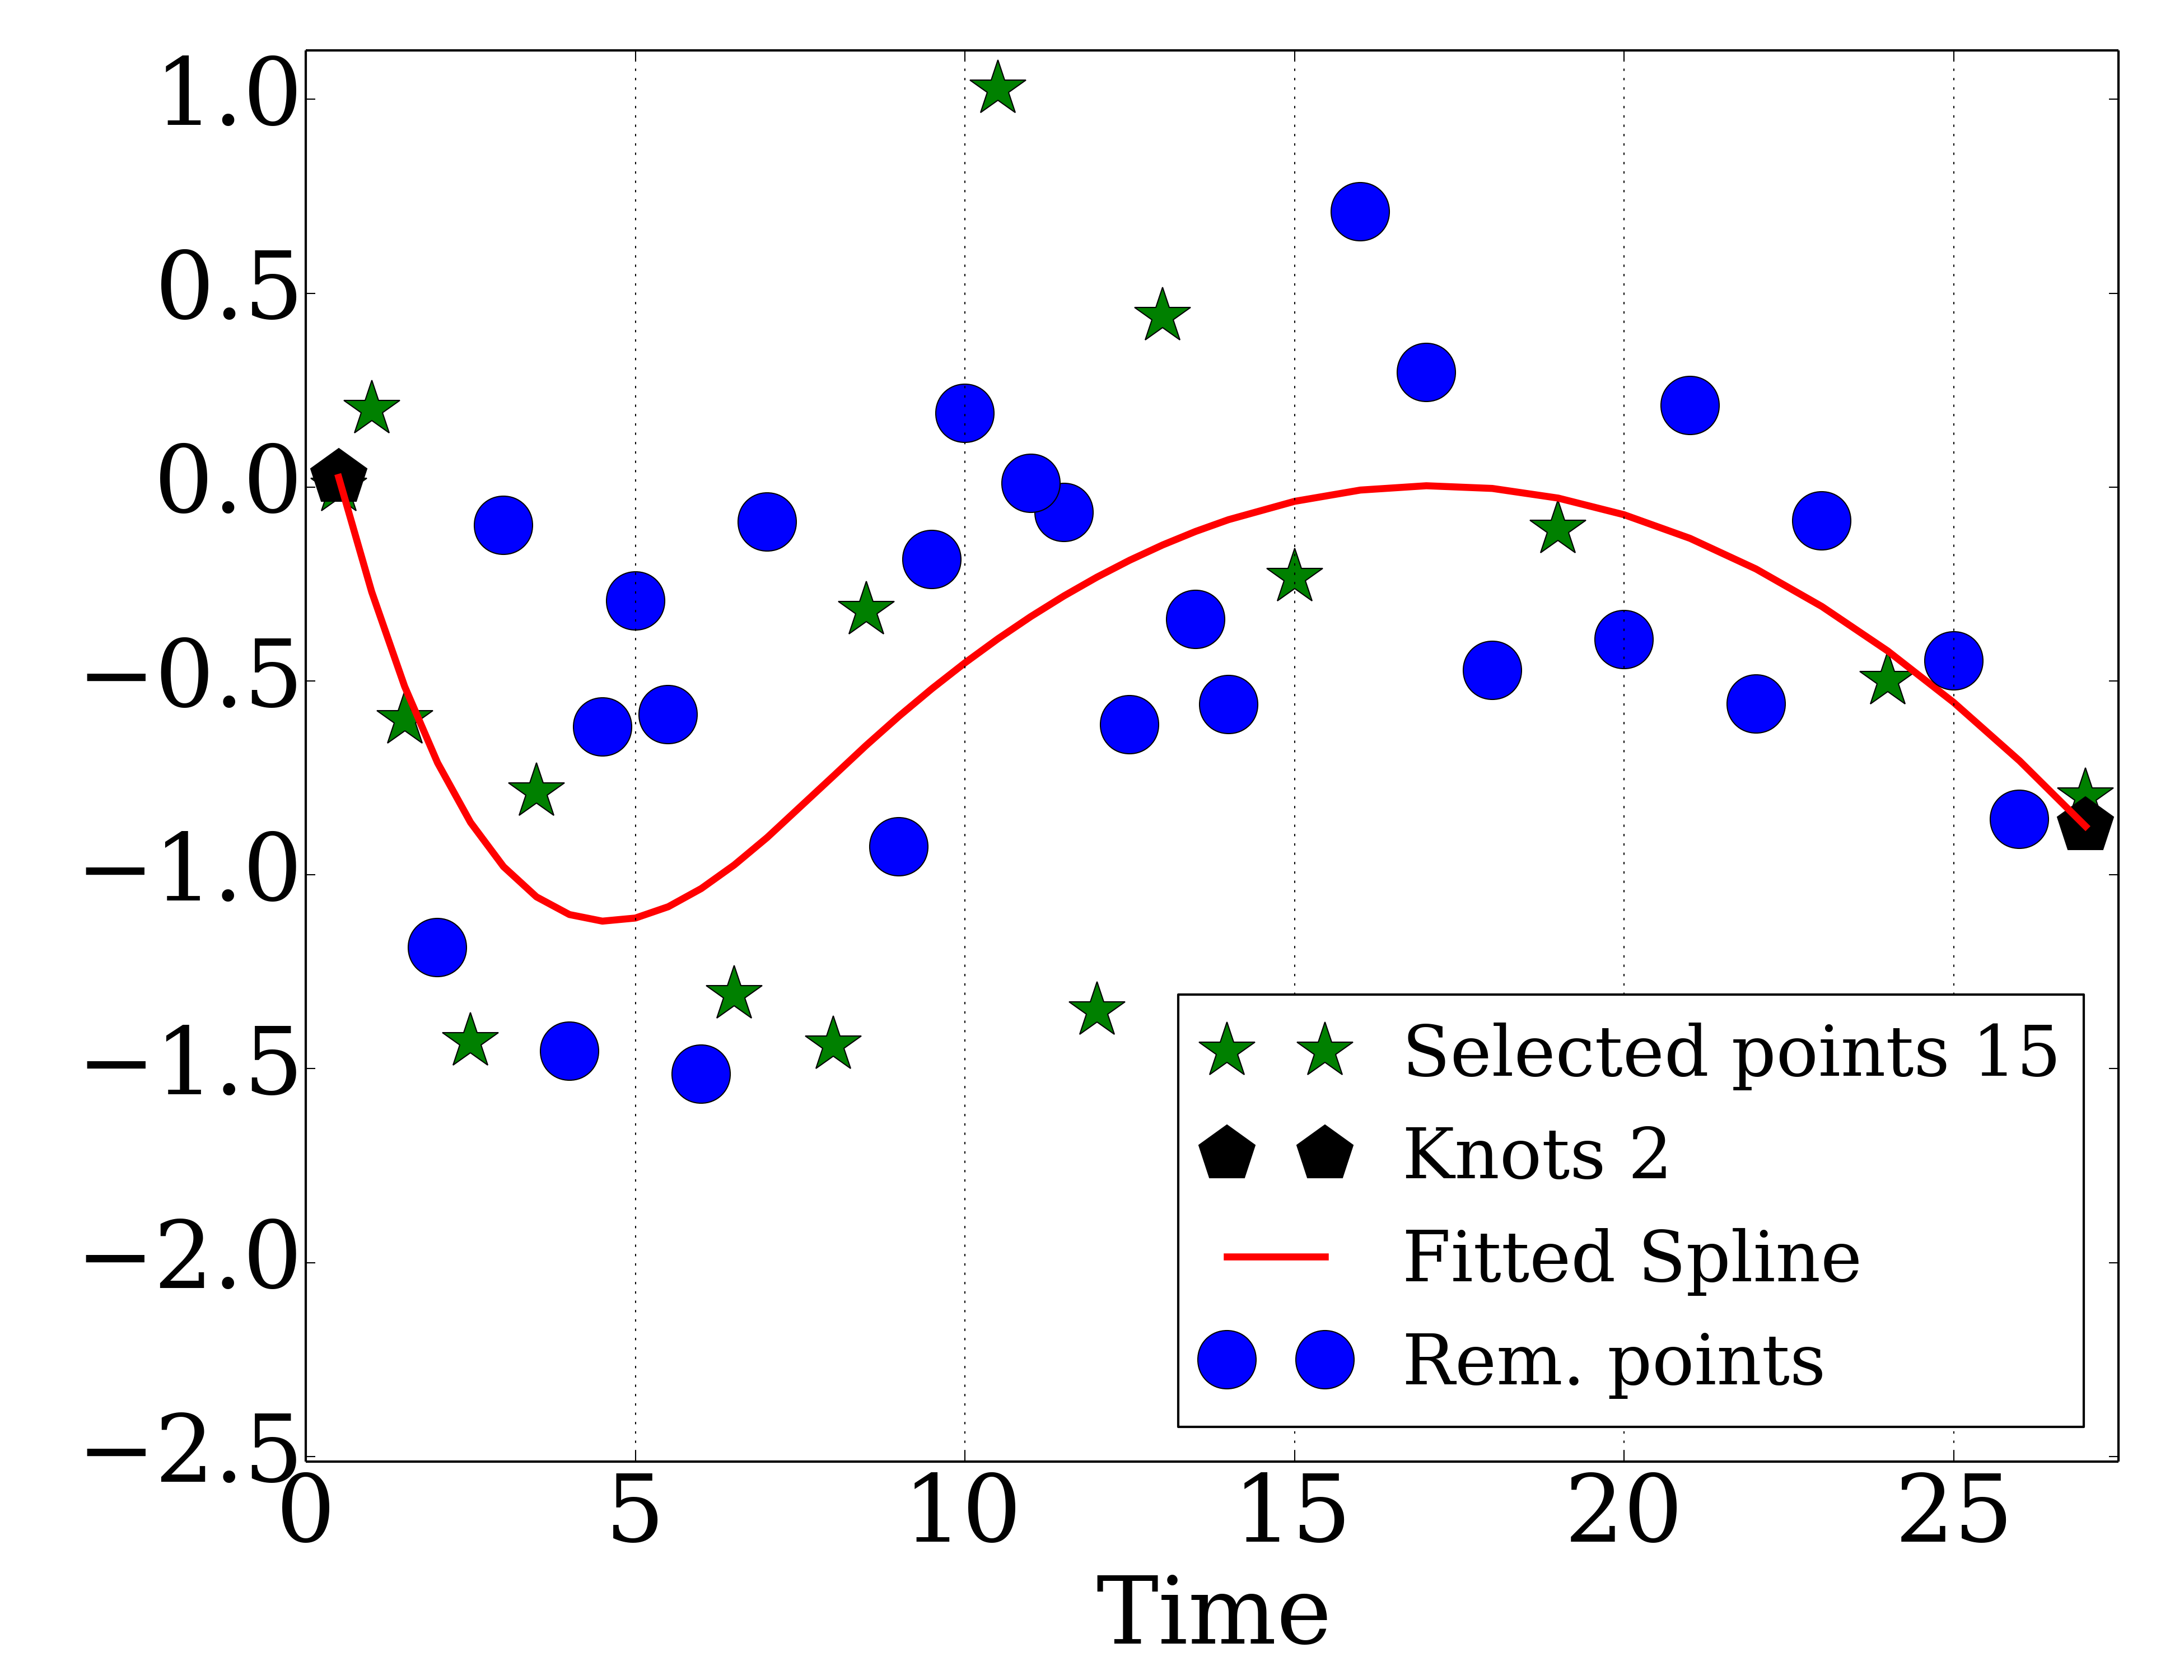 1.0
0.5
0.0
−0.5
−1.0
−1.5
−2.0
−2.5
Selected points 15
Knots 2
Fitted Spline
Rem. points
0 5 10 15 20 25
Time